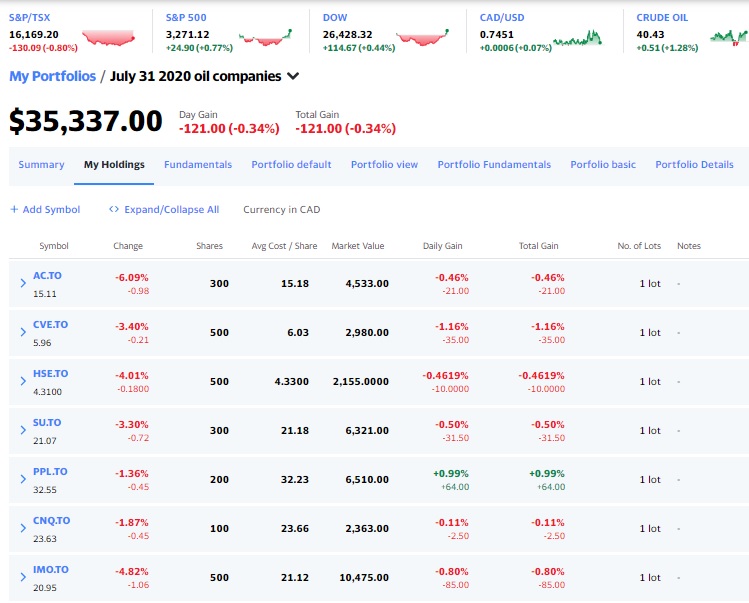 S&P/TSX S&P 500 DOW CAD/USD CRUDE OIL
16,169.20 3,271.12 26,428.32 0.7451 40.43
-130.09 (-0.80%) +24.90 (+0.77%) +114.67 (+0.44%) +0.0006 (+0.07%) +0.51 (+1.28%)
My Portfolios / July 31 2020 oil companies
$35,337.00 Day Gain Total Gain
-121.00 (-0.34%) -121.00 (-0.34%)
Summary My Holdings Fundamentals Portfolio default Portfolio view Portfolio Fundamentals Porfolio basic Portfolio Details
+ Add Symbol <> Expand/Collapse All Currency in CAD
Symbol Change Shares Avg Cost / Share Market Value Daily Gain Total Gain No. of Lots Notes
AC.TO -6.09% 300 15.18 4,533.00 -0.46% -0.46% 1 lot -
15.11 -0.98 -21.00 -21.00
CVE.TO -3.40% 500 6.03 2,980.00 -1.16% -1.16% 1 lot -
5.96 -0.21 -35.00 -35.00
HSE.TO -4.01% 500 4.3300 2,155.0000 -0.4619% -0.4619% 1 lot -
4.3100 -0.1800 -10.0000 -10.0000
SU.TO -3.30% 300 21.18 6,321.00 -0.50% -0.50% 1 lot -
21.07 -0.72 -31.50 -31.50
PPL.TO -1.36% 200 32.23 6,510.00 +0.99% +0.99% 1 lot -
32.55 -0.45 +64.00 +64.00
CNQ.TO -1.87% 100 23.66 2,363.00 -0.11% -0.11% 1 lot -
23.63 -0.45 -2.50 -2.50
IMO.TO -4.82% 500 21.12 10,475.00 -0.80% -0.80% 1 lot -
20.95 -1.06 -85.00 -85.00